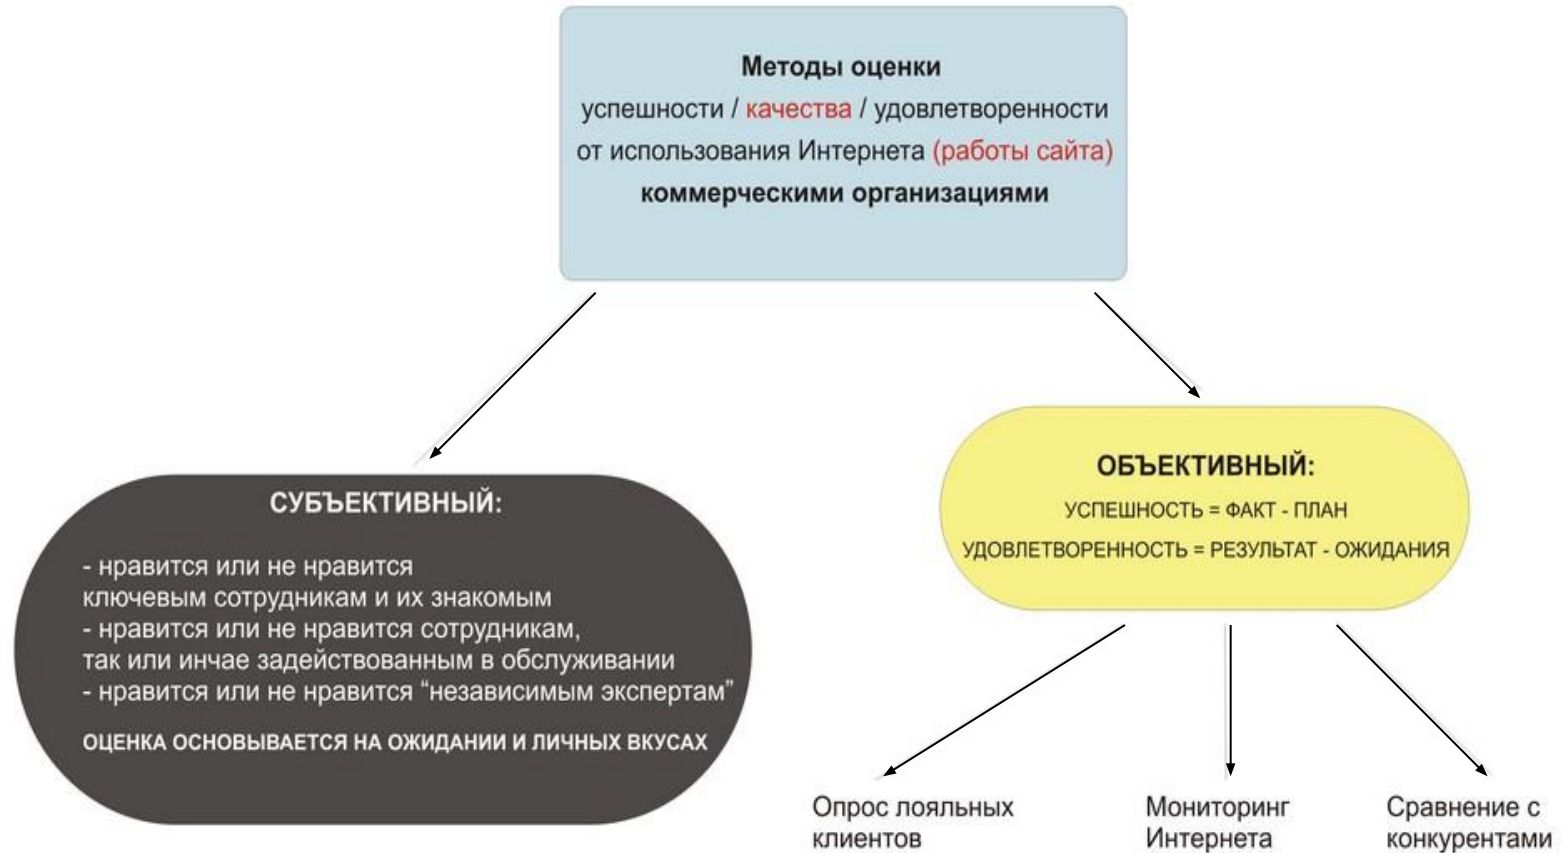 Методы оценки
успешности / качества / удовлетворенности
от использования Интернета (работы сайта)
коммерческими организациями
СУБЪЕКТИВНЫЙ:
- нравится или не нравится
ключевым сотрудникам и их знакомым
- нравится или не нравится сотрудникам,
так или инчае задействованным в обслуживании
- нравится или не нравится “независимым экспертам”
ОЦЕНКА ОСНОВЫВАЕТСЯ НА ОЖИДАНИИ И ЛИЧНЫХ ВКУСАХ
ОБЪЕКТИВНЫЙ:
УСПЕШНОСТЬ = ФАКТ - ПЛАН
УДОВЛЕТВОРЕННОСТЬ = РЕЗУЛЬТАТ - ОЖИДАНИЯ
Опрос лояльных
клиентов
Мониторинг
Интернета
Сравнение с
конкурентами